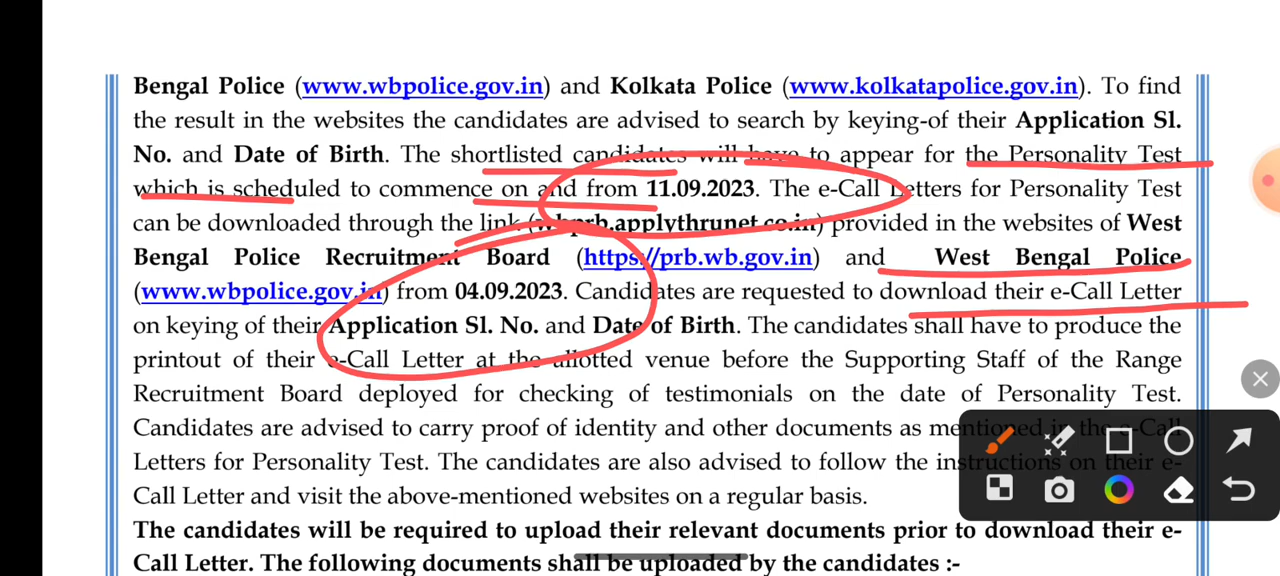 Bengal Police (www.wbpolice.gov.in) and Kolkata Police (www.kolkatapolice.gov.in). To find
the result in the websites the candidates are advised to search by keying-of their Application Sl.
No. and Date of Birth. The shortlisted candidates will have to appear for the Personality Test
which is scheduled to commence on and from 11.09.2023. The e-Call Letters for Personality Test
can be downloaded through the link (wbprb.applythrunet.co.in) provided in the websites of West
Bengal Police Recruitment Board (https://prb.wb.gov.in) and West Bengal Police
(www.wbpolice.gov.in) from 04.09.2023. Candidates are requested to download their e-Call Letter
on keying of their Application Sl. No. and Date of Birth. The candidates shall have to produce the
printout of their e-Call Letter at the allotted venue before the Supporting Staff of the Range
Recruitment Board deployed for checking of testimonials on the date of Personality Test.
Candidates are advised to carry proof of identity and other documents as mentioned in the e-Call
Letters for Personality Test. The candidates are also advised to follow the instructions on their e-
Call Letter and visit the above-mentioned websites on a regular basis.
The candidates will be required to upload their relevant documents prior to download their e-
Call Letter. The following documents shall be uploaded by the candidates :-